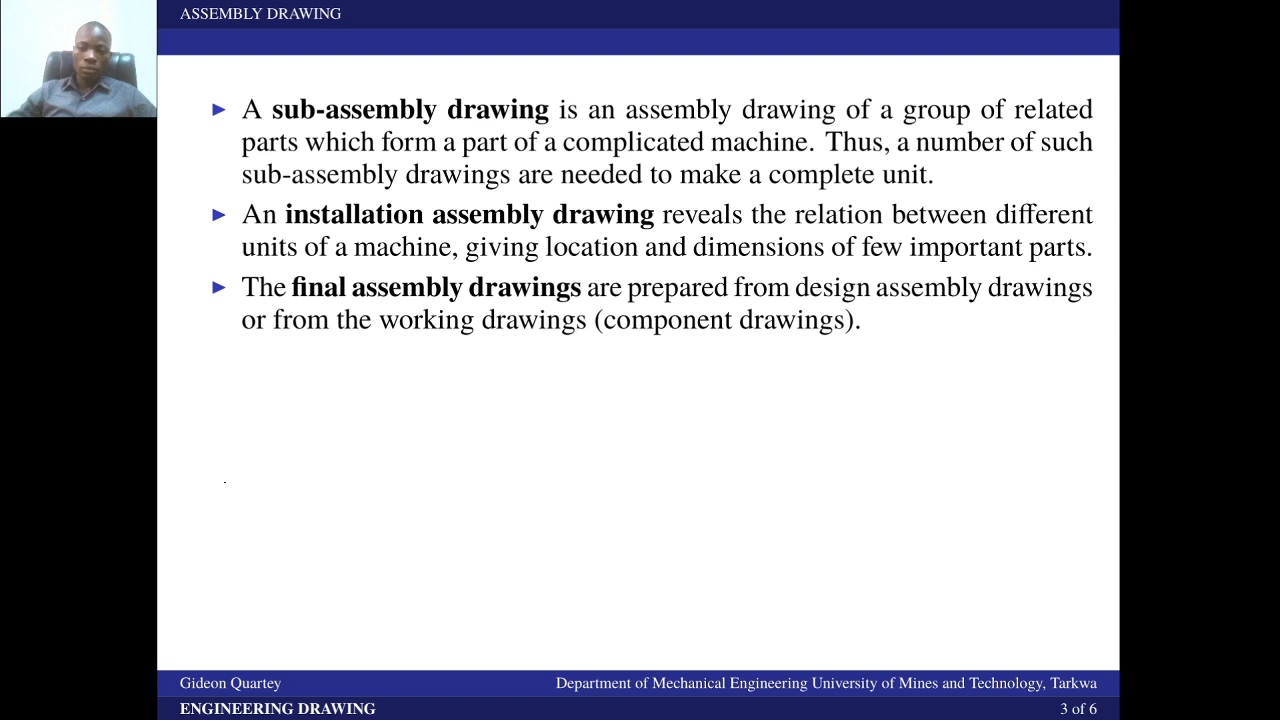 ASSEMBLY DRAWING
A sub-assembly drawing is an assembly drawing of a group of related
parts which form a part of a complicated machine. Thus, a number of such
sub-assembly drawings are needed to make a complete unit.
An installation assembly drawing reveals the relation between different
units of a machine, giving location and dimensions of few important parts.
The final assembly drawings are prepared from design assembly drawings
or from the working drawings (component drawings).
Gideon Quartey
Department of Mechanical Engineering University of Mines and Technology, Tarkwa
ENGINEERING DRAWING
3 of 6